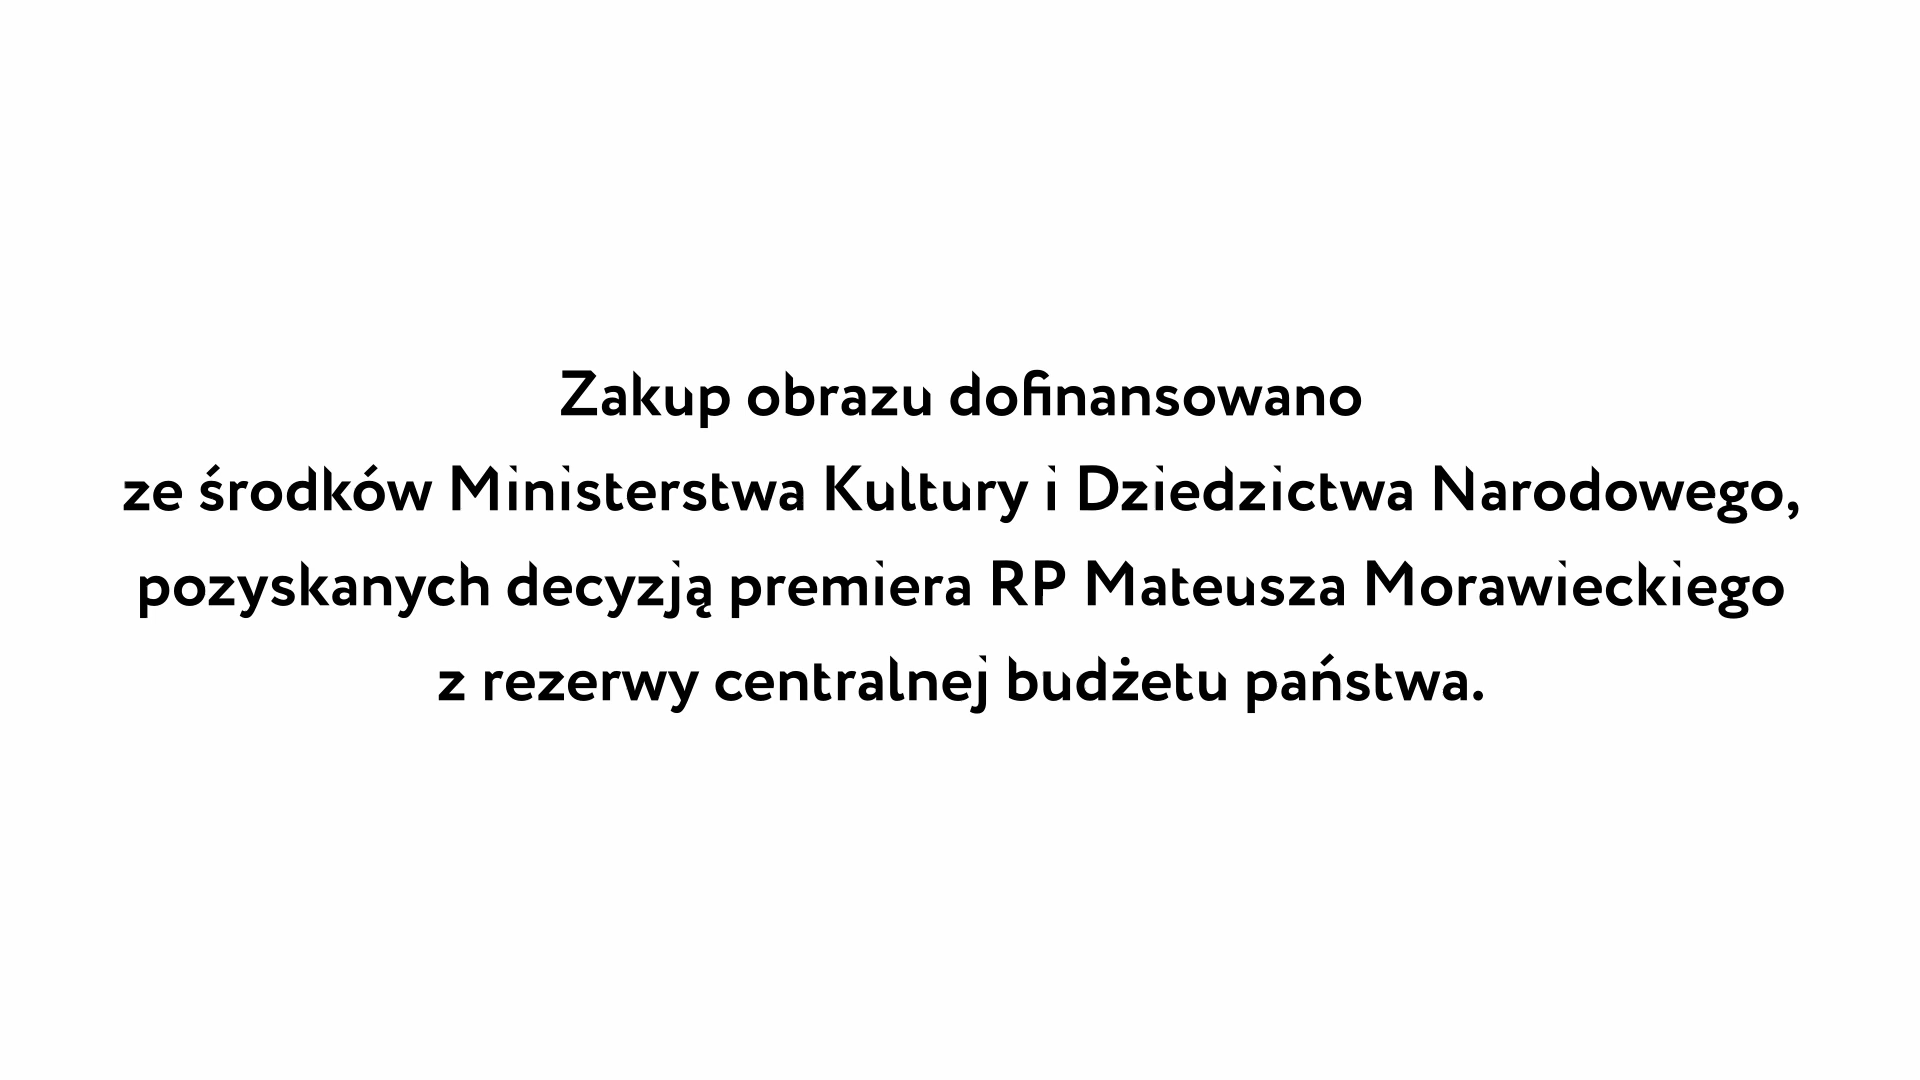 Zakup obrazu dofinansowano
ze środków Ministerstwa Kultury i Dziedzictwa Narodowego,
pozyskanych decyzją premiera RP Mateusza Morawieckiego
z rezerwy centralnej budżetu państwa.